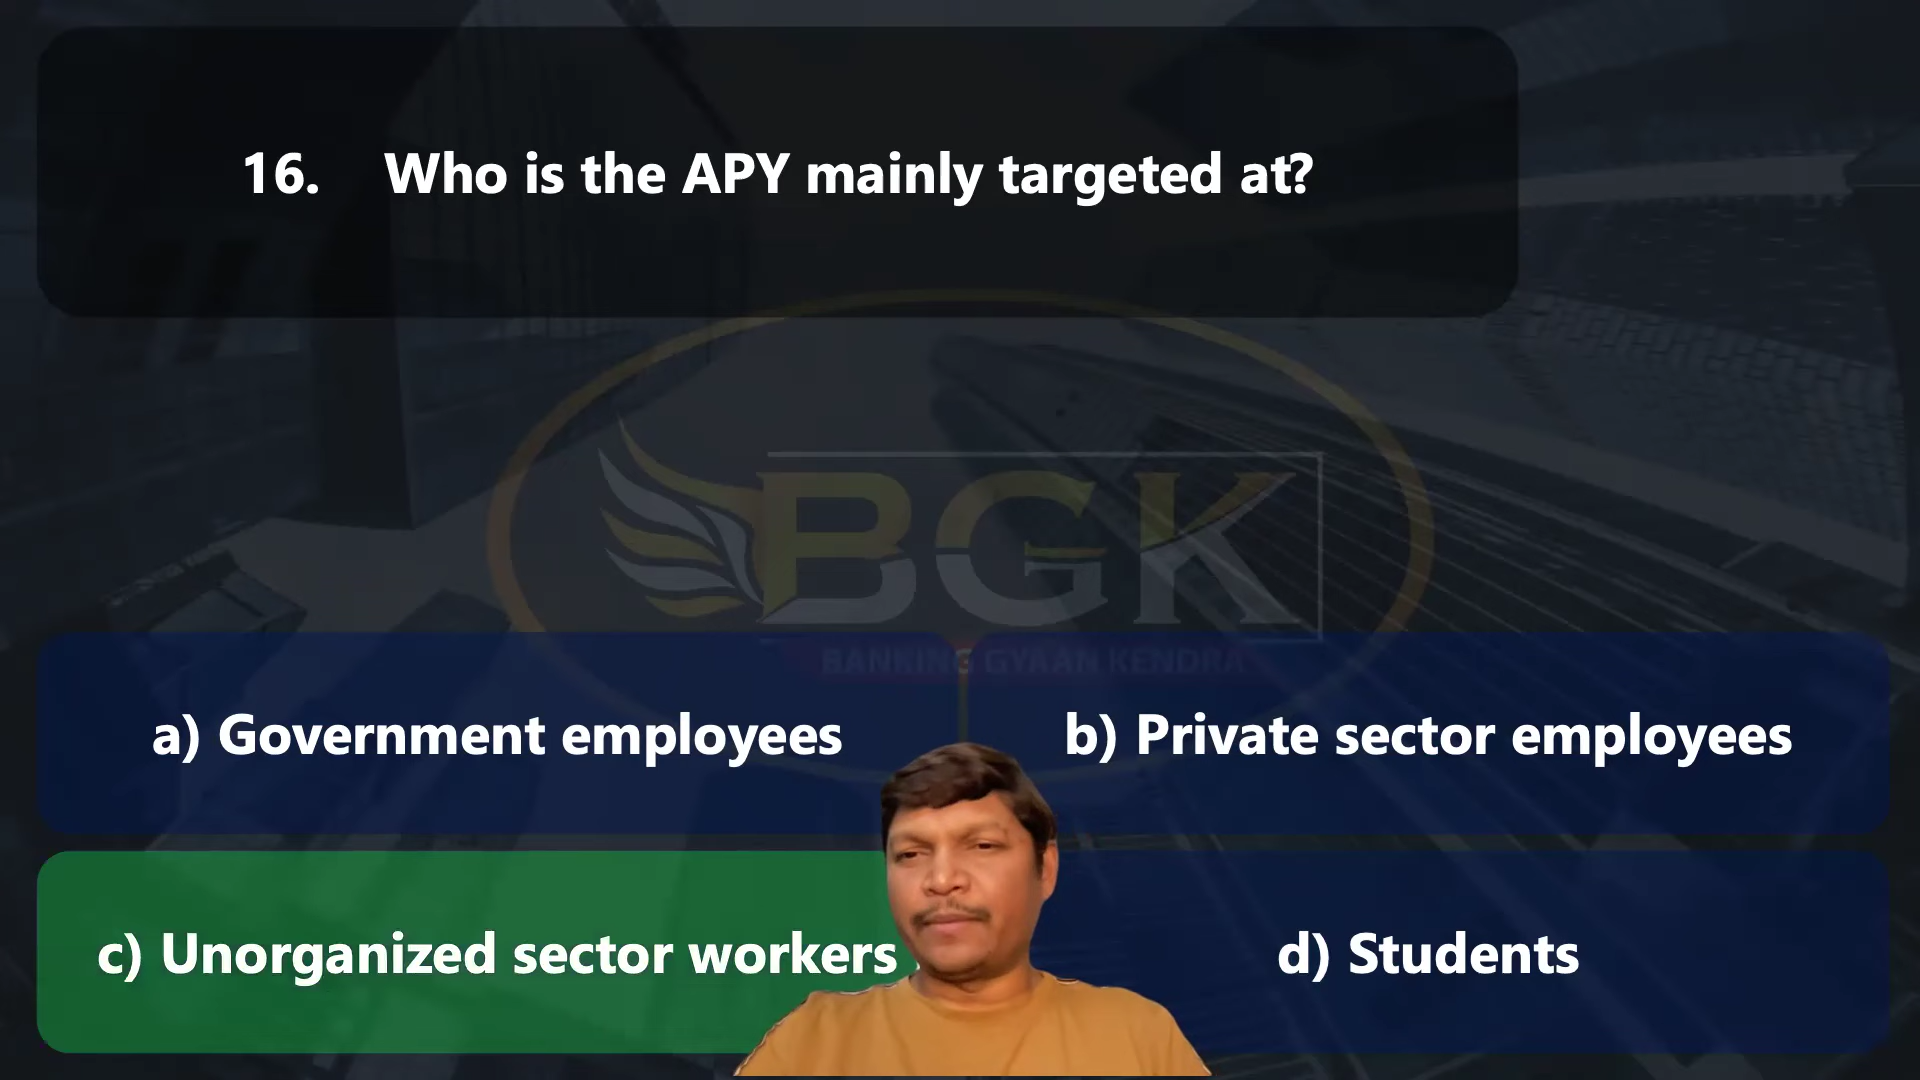 16. Who is the APY mainly targeted at?
BGK
BANKING GYAAN KENDRA
a) Government employees
b) Private sector employees
c) Unorganized sector workers
d) Students